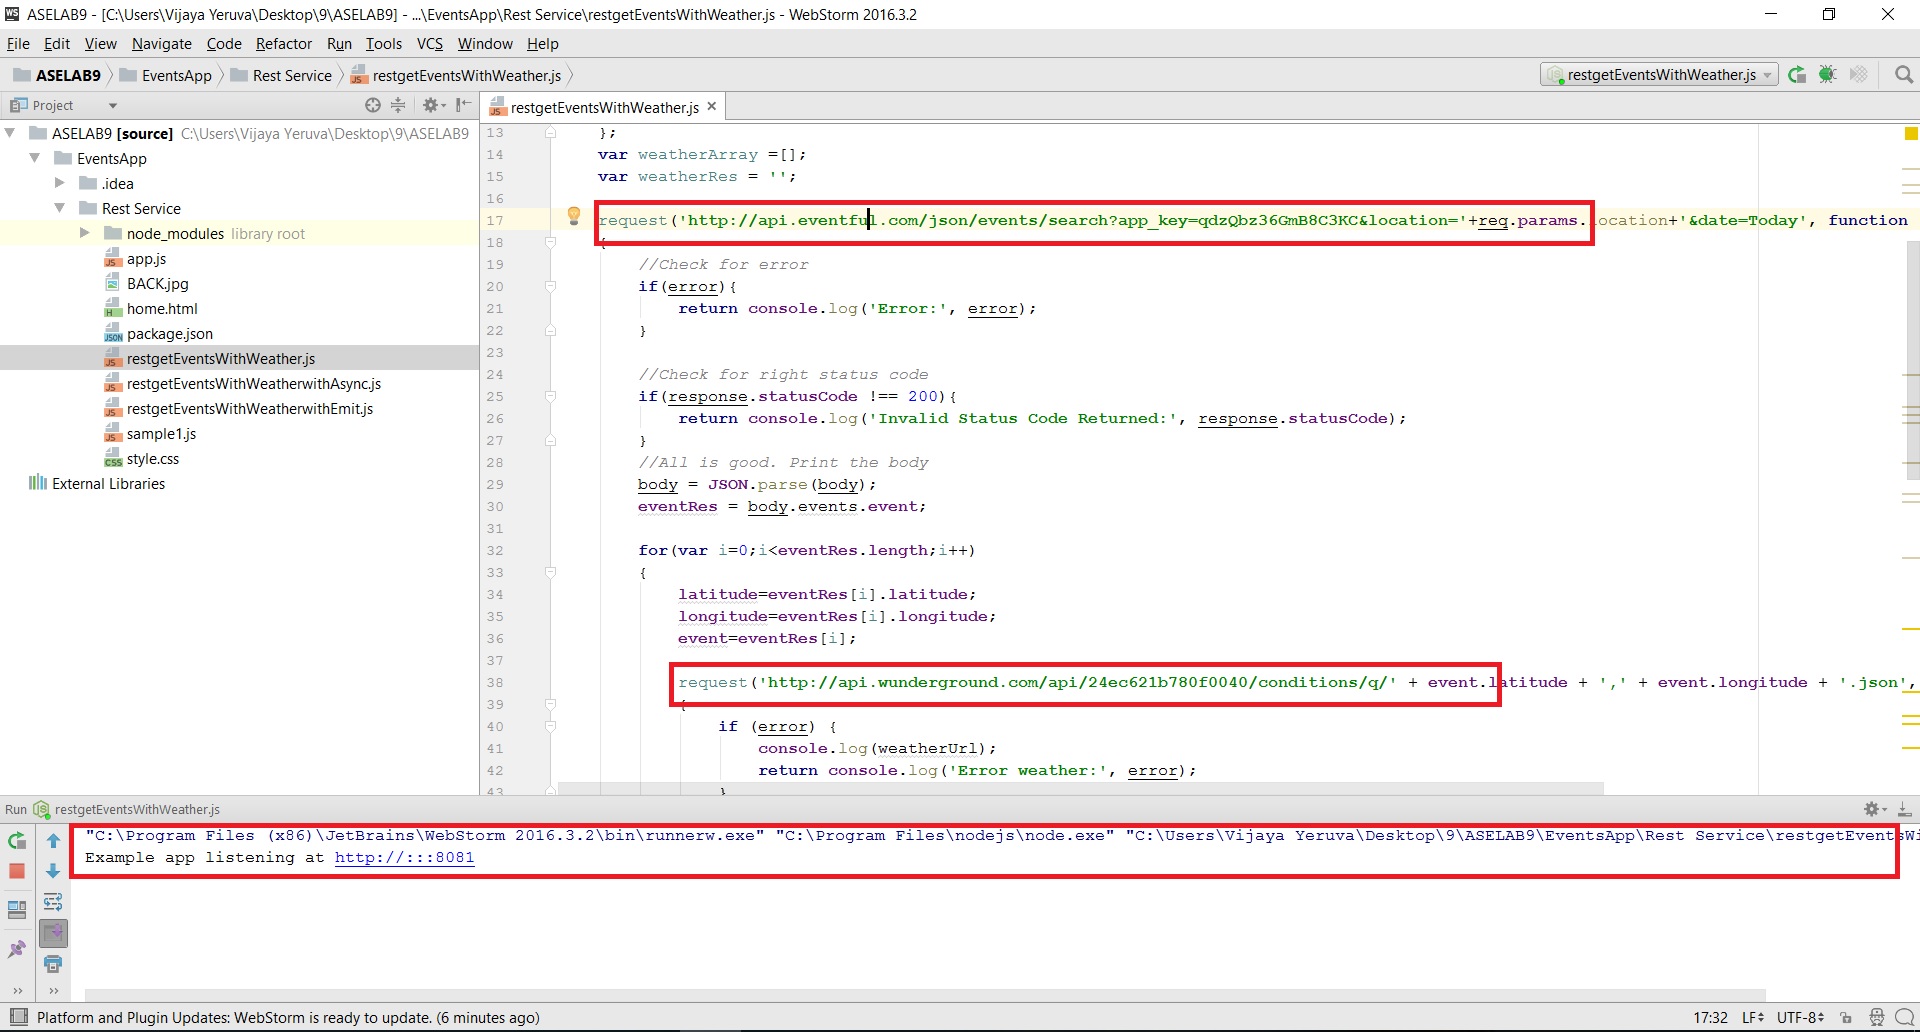 ASELAB9 - [C:\Users\Vijaya Yeruva\Desktop\9\ASELAB9] - ...\EventsApp\Rest Service\restgetEventsWithWeather.js - WebStorm 2016.3.2
File Edit View Navigate Code Refactor Run Tools VCS Window Help
ASELAB9 EventsApp Rest Service restgetEventsWithWeather.js restgetEventsWithWeather.js
Project
ASELAB9 [source] C:\Users\Vijaya Yeruva\Desktop\9\ASELAB9
EventsApp
.idea
Rest Service
node_modules library root
app.js
BACK.jpg
home.html
package.json
restgetEventsWithWeather.js
restgetEventsWithWeatherwithAsync.js
restgetEventsWithWeatherwithEmit.js
sample1.js
style.css
External Libraries
restgetEventsWithWeather.js
13 };
14 var weatherArray =[];
15 var weatherRes = '';
16
17 request('http://api.eventful.com/json/events/search?app_key=qdzQbz36GmB8C3KC&location='+req.params.location+'&date=Today', function
18 {
19 //Check for error
20 if(error){
21 return console.log('Error:', error);
22 }
23
24 //Check for right status code
25 if(response.statusCode !== 200){
26 return console.log('Invalid Status Code Returned:', response.statusCode);
27 }
28 //All is good. Print the body
29 body = JSON.parse(body);
30 eventRes = body.events.event;
31
32 for(var i=0;i<eventRes.length;i++)
33 {
34 latitude=eventRes[i].latitude;
35 longitude=eventRes[i].longitude;
36 event=eventRes[i];
37
38 request('http://api.wunderground.com/api/24ec621b780f0040/conditions/q/' + event.latitude + ',' + event.longitude + '.json',
39 {
40 if (error) {
41 console.log(weatherUrl);
42 return console.log('Error weather:', error);
43 }
Run restgetEventsWithWeather.js
"C:\Program Files (x86)\JetBrains\WebStorm 2016.3.2\bin\runnerw.exe" "C:\Program Files\nodejs\node.exe" "C:\Users\Vijaya Yeruva\Desktop\9\ASELAB9\EventsApp\Rest Service\restgetEventsWi
Example app listening at http://:::8081
Platform and Plugin Updates: WebStorm is ready to update. (6 minutes ago) 17:32 LF UTF-8